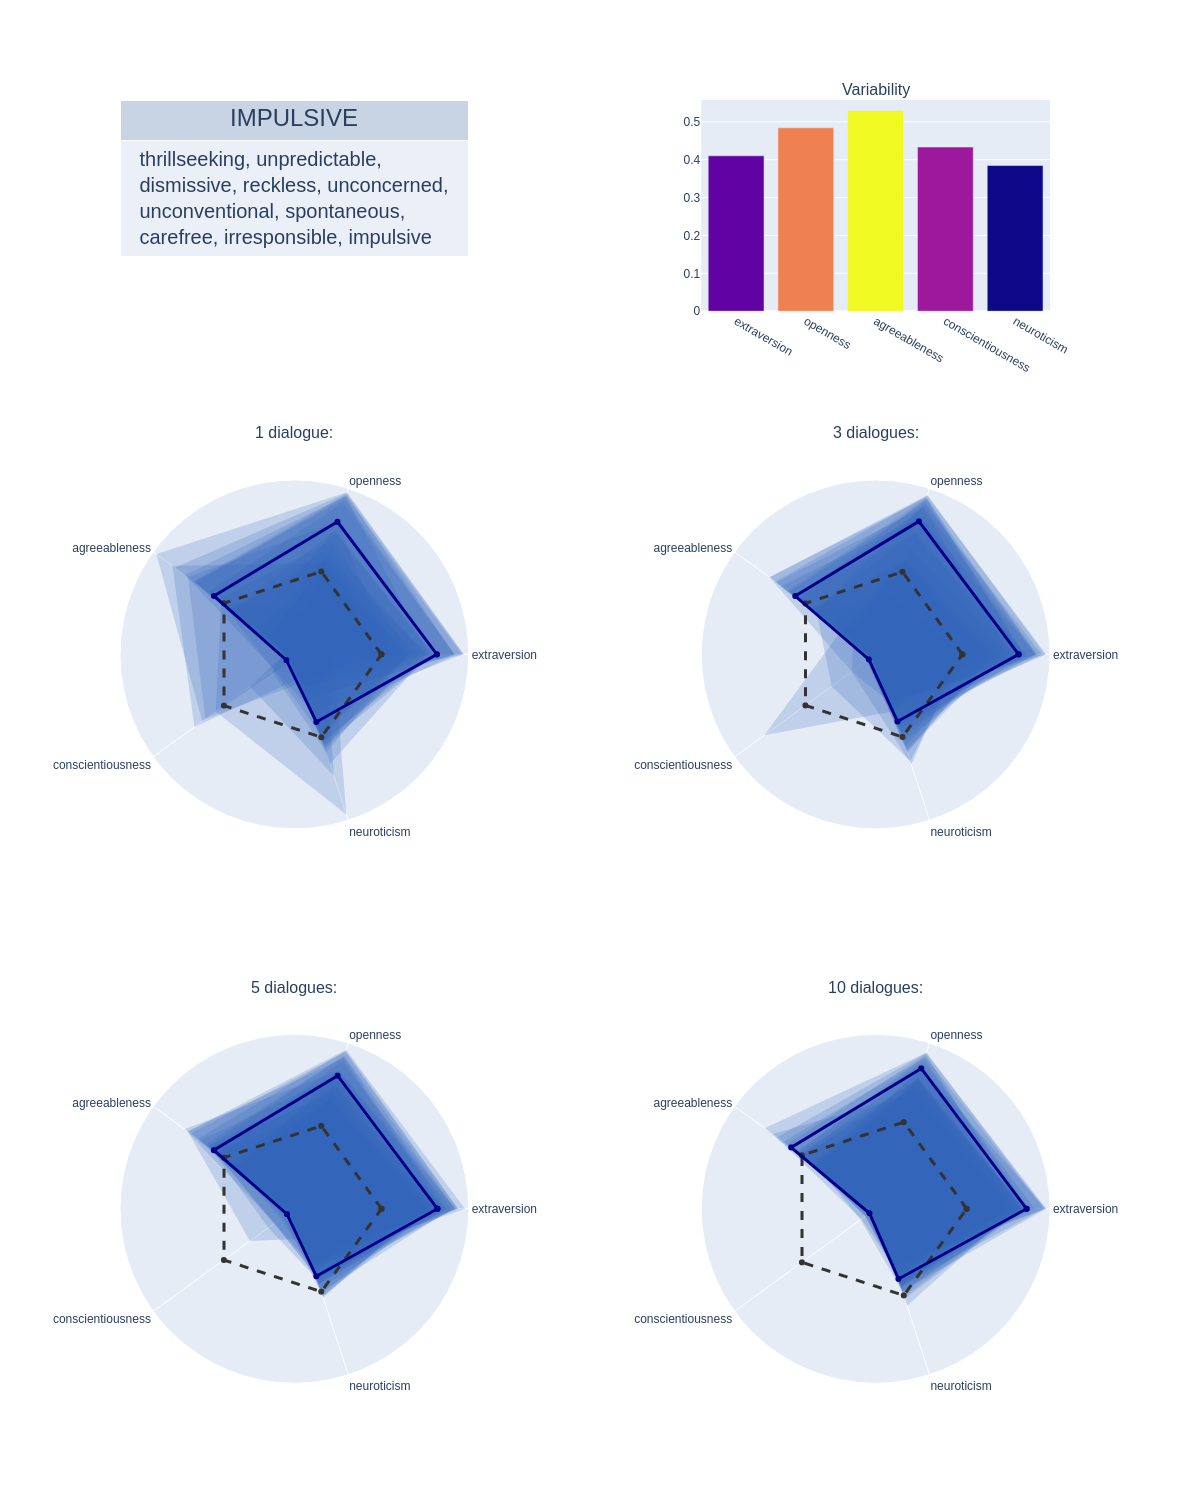 IMPULSIVE
thrillseeking, unpredictable,
dismissive, reckless, unconcerned,
unconventional, spontaneous,
carefree, irresponsible, impulsive
Variability
0.5
0.4
0.3
0.2
0.1
0
extraversion
openness
agreeableness
conscientiousness
neuroticism
1 dialogue:
openness
agreeableness
extraversion
conscientiousness
neuroticism
3 dialogues:
openness
agreeableness
extraversion
conscientiousness
neuroticism
5 dialogues:
openness
agreeableness
extraversion
conscientiousness
neuroticism
10 dialogues:
openness
agreeableness
extraversion
conscientiousness
neuroticism